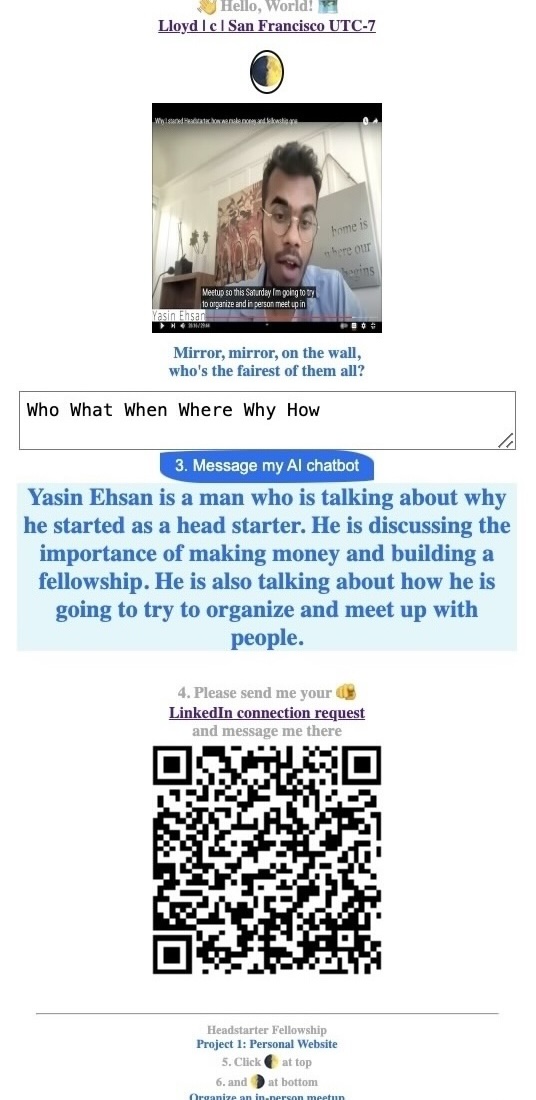 Hello, World!
Lloyd | c | San Francisco UTC-7
Why I started Headstarter, how we make money and fellowship
home is
where our
begins
Meetup so this Saturday I'm going to try
to organize and in person meet up in
Yasin Ehsan
Mirror, mirror, on the wall,
who's the fairest of them all?
Who What When Where Why How
3. Message my AI chatbot
Yasin Ehsan is a man who is talking about why
he started as a head starter. He is discussing the
importance of making money and building a
fellowship. He is also talking about how he is
going to try to organize and meet up with
people.
4. Please send me your
LinkedIn connection request
and message me there
Headstarter Fellowship
Project 1: Personal Website
5. Click at top
6. and at bottom
Organize an in-person meetup